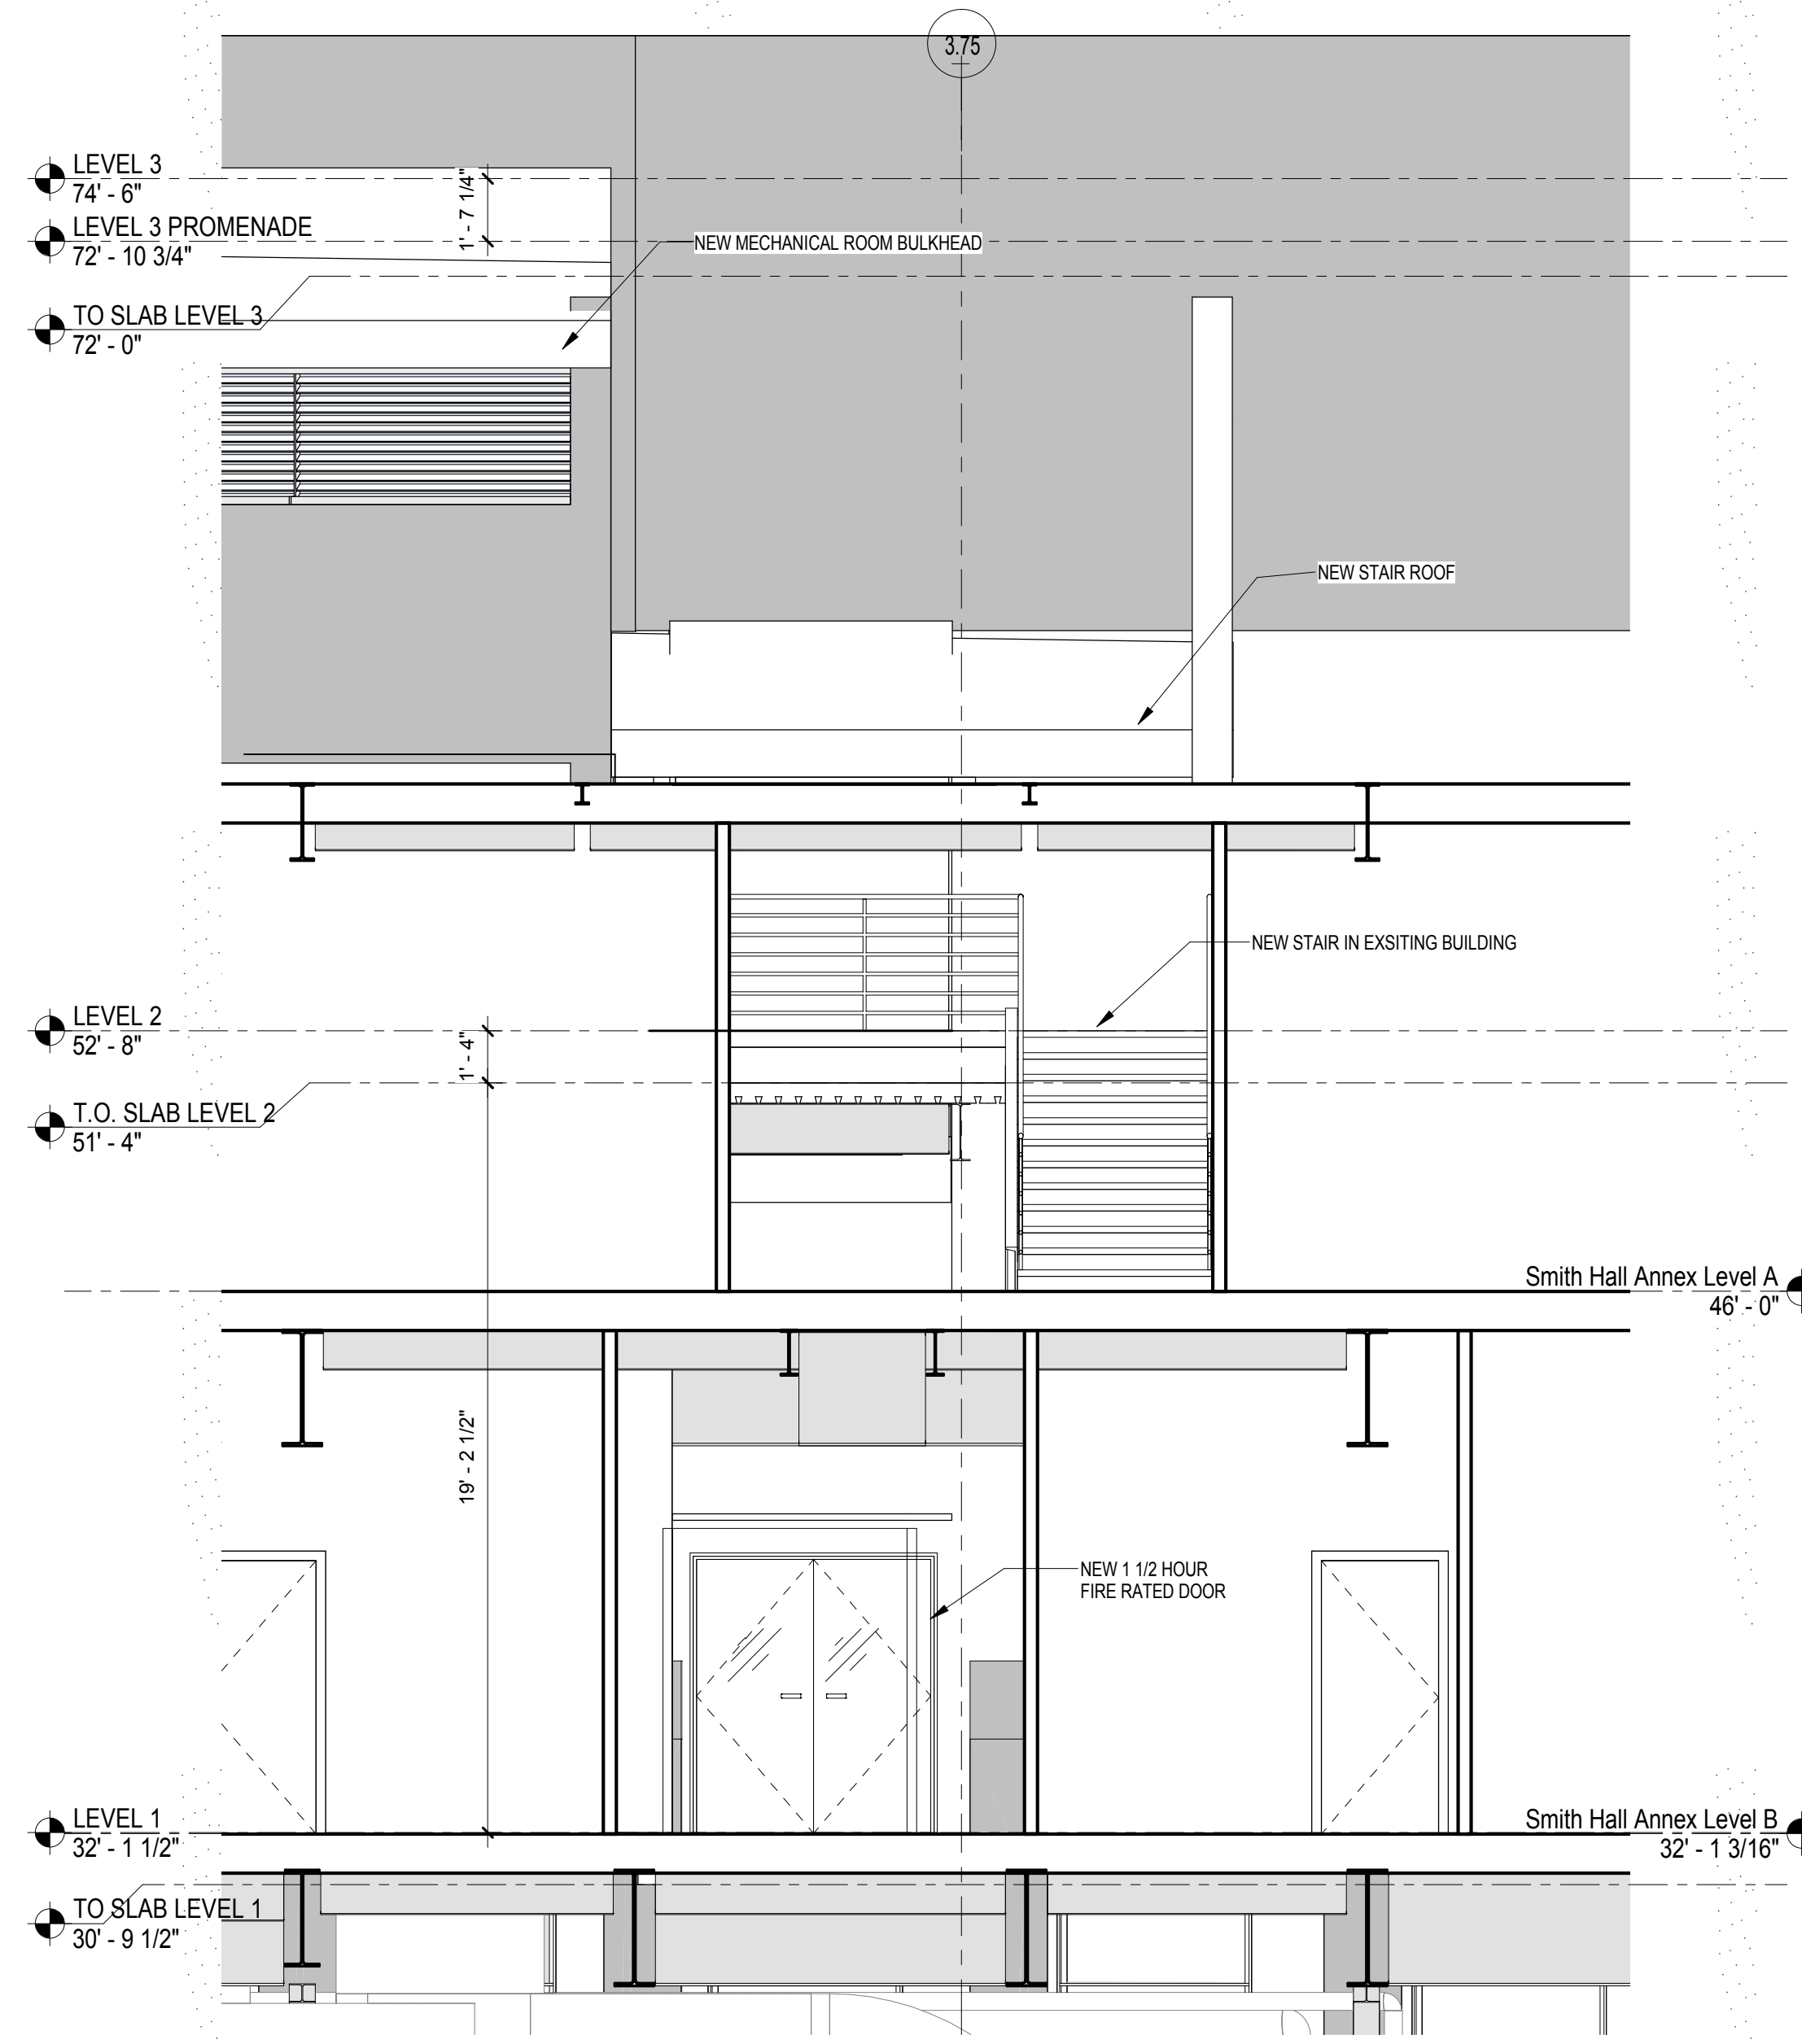 3.75
LEVEL 3
74' - 6"
1' - 7 1/4"
LEVEL 3 PROMENADE
72' - 10 3/4"
NEW MECHANICAL ROOM BULKHEAD
TO SLAB LEVEL 3
72' - 0"
NEW STAIR ROOF
NEW STAIR IN EXSITING BUILDING
LEVEL 2
52' - 8"
1' - 4"
T.O. SLAB LEVEL 2
51' - 4"
Smith Hall Annex Level A
46' - 0"
19' - 2 1/2"
NEW 1 1/2 HOUR
FIRE RATED DOOR
LEVEL 1
32' - 1 1/2"
Smith Hall Annex Level B
32' - 1 3/16"
TO SLAB LEVEL 1
30' - 9 1/2"